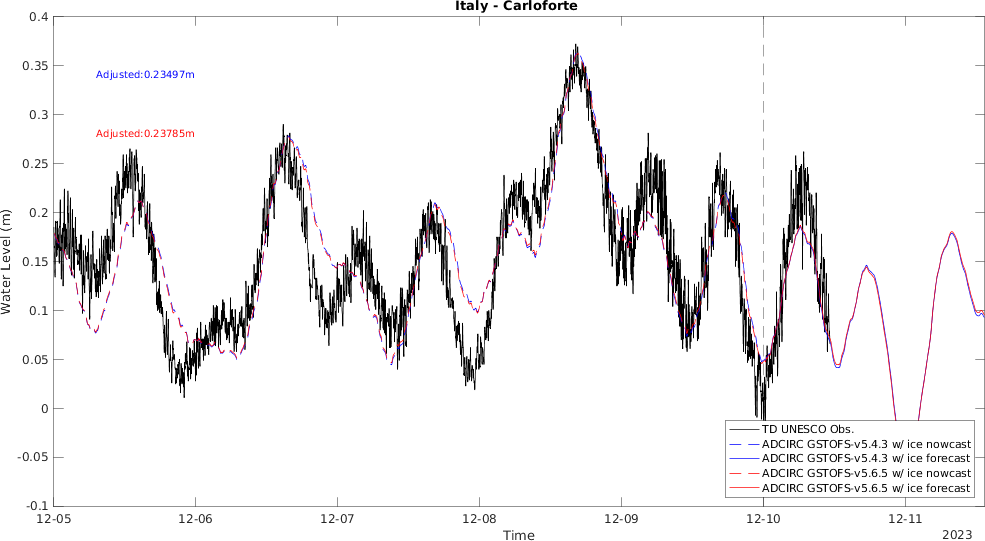 Italy - Carloforte
0.4
0.35
0.3
0.25
0.2
0.15
0.1
0.05
0
-0.05
-0.1
Water Level (m)
Adjusted:0.23497m
Adjusted:0.23785m
TD UNESCO Obs.
ADCIRC GSTOFS-v5.4.3 w/ ice nowcast
ADCIRC GSTOFS-v5.4.3 w/ ice forecast
ADCIRC GSTOFS-v5.6.5 w/ ice nowcast
ADCIRC GSTOFS-v5.6.5 w/ ice forecast
12-05 12-06 12-07 12-08 12-09 12-10 12-11
Time
2023